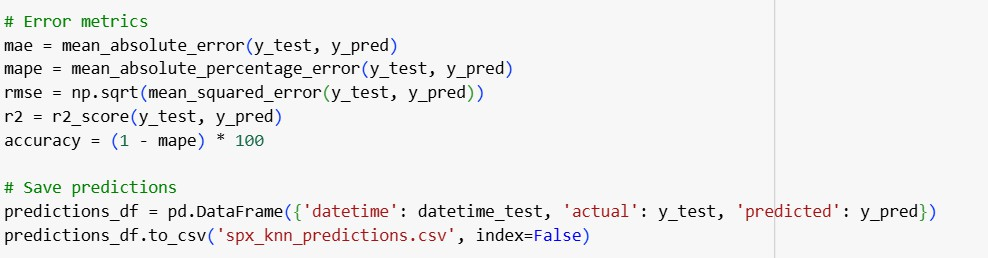 # Error metrics
mae = mean_absolute_error(y_test, y_pred)
mape = mean_absolute_percentage_error(y_test, y_pred)
rmse = np.sqrt(mean_squared_error(y_test, y_pred))
r2 = r2_score(y_test, y_pred)
accuracy = (1 - mape) * 100
# Save predictions
predictions_df = pd.DataFrame({'datetime': datetime_test, 'actual': y_test, 'predicted': y_pred})
predictions_df.to_csv('spx_knn_predictions.csv', index=False)